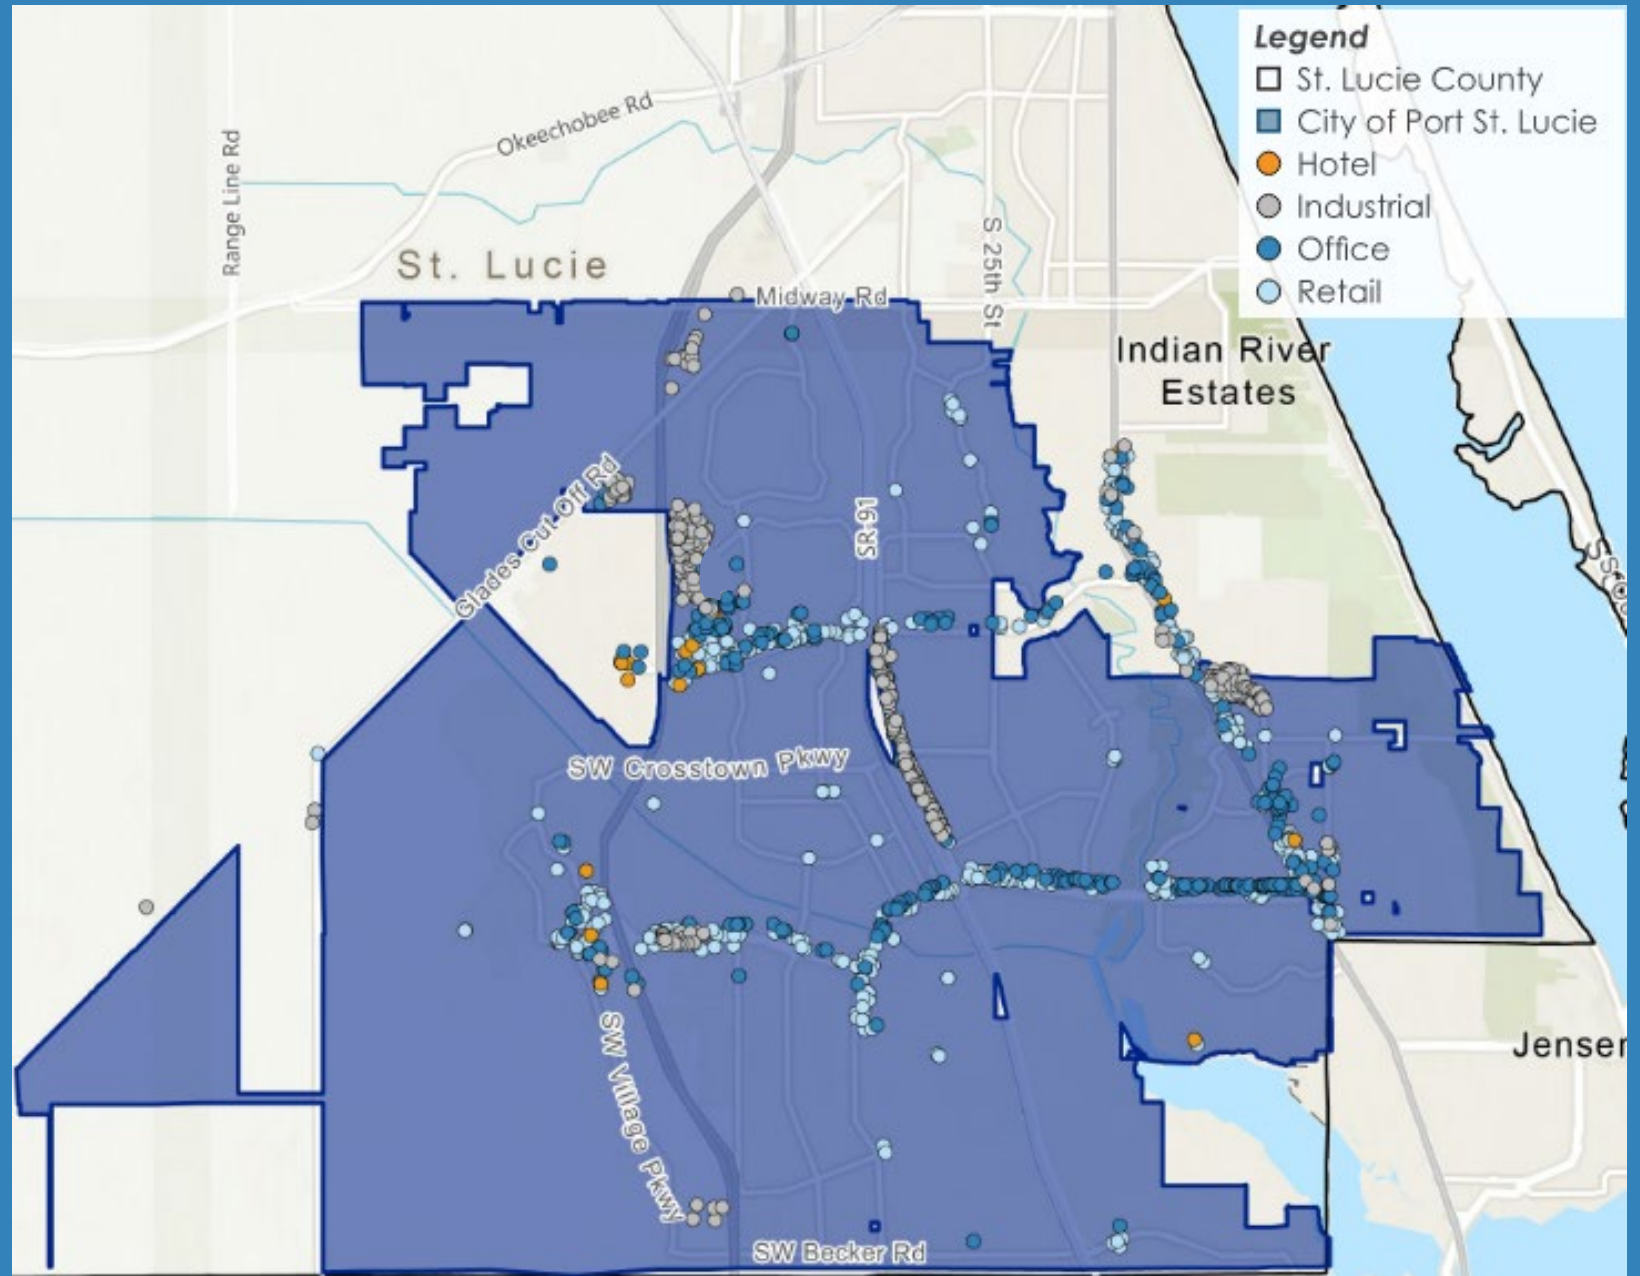 Legend
St. Lucie County
City of Port St. Lucie
Hotel
Industrial
Office
Retail
Okeechobee Rd
Range Line Rd
St. Lucie
Midway Rd
S 25th St
Indian River
Estates
Glades Cut Off Rd
SR 91
SW Crosstown Pkwy
SW Village Pkwy
Jensen
SW Becker Rd